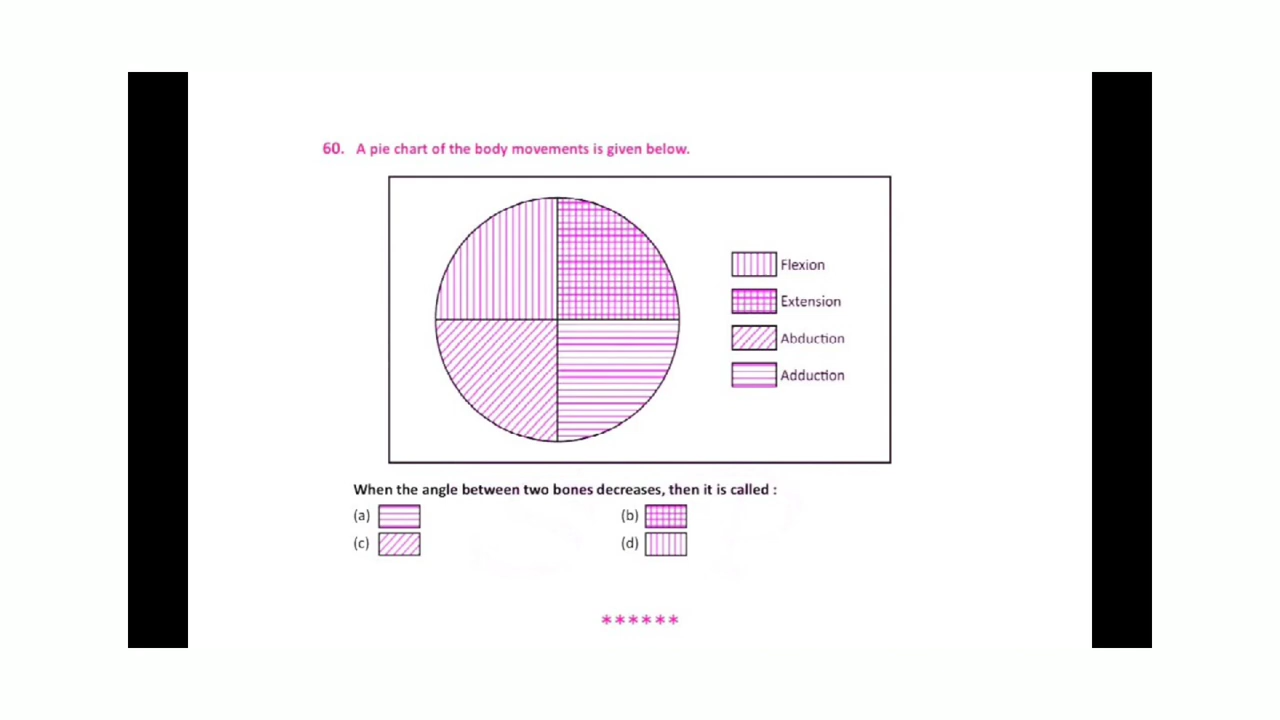 60. A pie chart of the body movements is given below.
Flexion
Extension
Abduction
Adduction
When the angle between two bones decreases, then it is called :
(a) (b)
(c) (d)
******